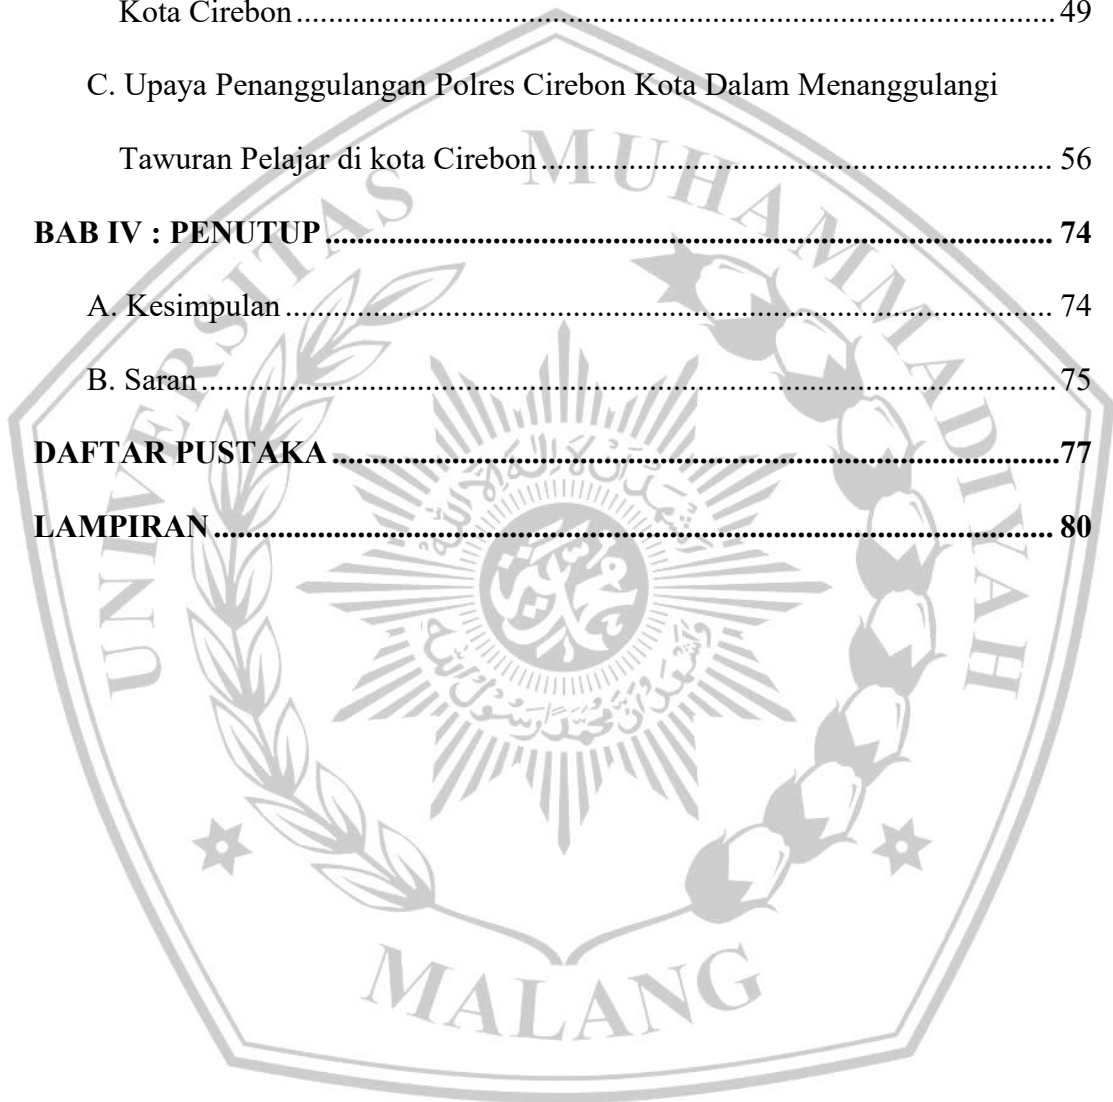 Kota Cirebon ................................................................................................ 49
C. Upaya Penanggulangan Polres Cirebon Kota Dalam Menanggulangi
Tawuran Pelajar di kota Cirebon ................................................................. 56
BAB IV : PENUTUP ........................................................................................... 74
A. Kesimpulan ................................................................................................. 74
B. Saran ............................................................................................................ 75
DAFTAR PUSTAKA ............................................................................................77
LAMPIRAN ......................................................................................................... 80
UNIVERSITAS MUHAMMADIYAH
MALANG